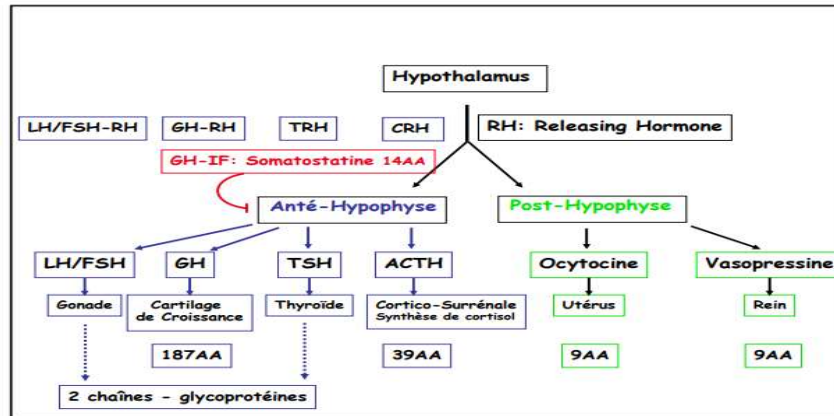 Hypothalamus
LH/FSH-RH
GH-RH
TRH
CRH
RH: Releasing Hormone
GH-IF: Somatostatine 14AA
Anté-Hypophyse
Post-Hypophyse
LH/FSH
GH
TSH
ACTH
Ocytocine
Vasopressine
Gonade
Cartilage
de Croissance
Thyroïde
Cortico-Surrénale
Synthèse de cortisol
Utérus
Rein
187AA
39AA
9AA
9AA
2 chaînes - glycoprotéines